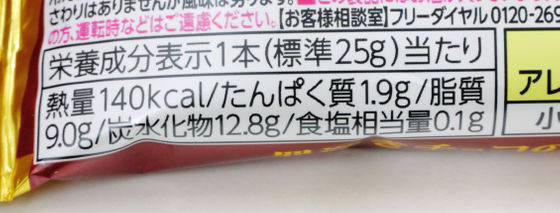 さわりはありませんが風味は劣ります。
の方、運転時などはご遠慮ください。【お客様相談室】フリーダイヤル0120-26
栄養成分表示1本(標準25g)当たり
熱量140kcal/たんぱく質1.9g/脂質
9.0g/炭水化物12.8g/食塩相当量0.1g
アレ